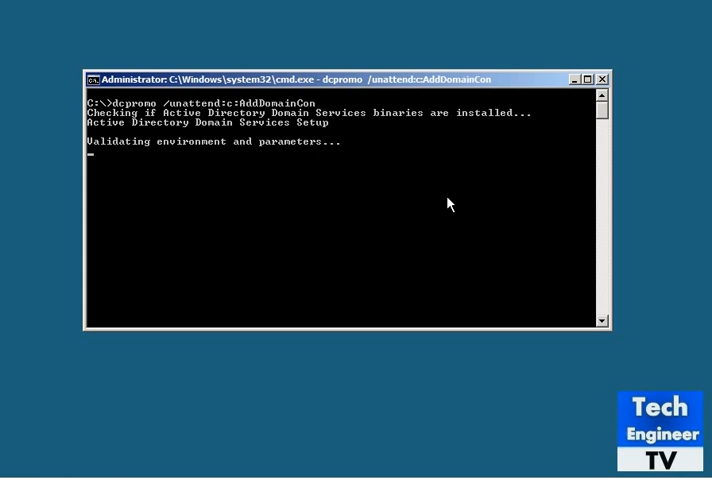 Administrator: C:\Windows\system32\cmd.exe - dcpromo /unattend:c:AddDomainCon
C:\>dcpromo /unattend:c:AddDomainCon
Checking if Active Directory Domain Services binaries are installed...
Active Directory Domain Services Setup
Validating environment and parameters...
Tech
Engineer
TV